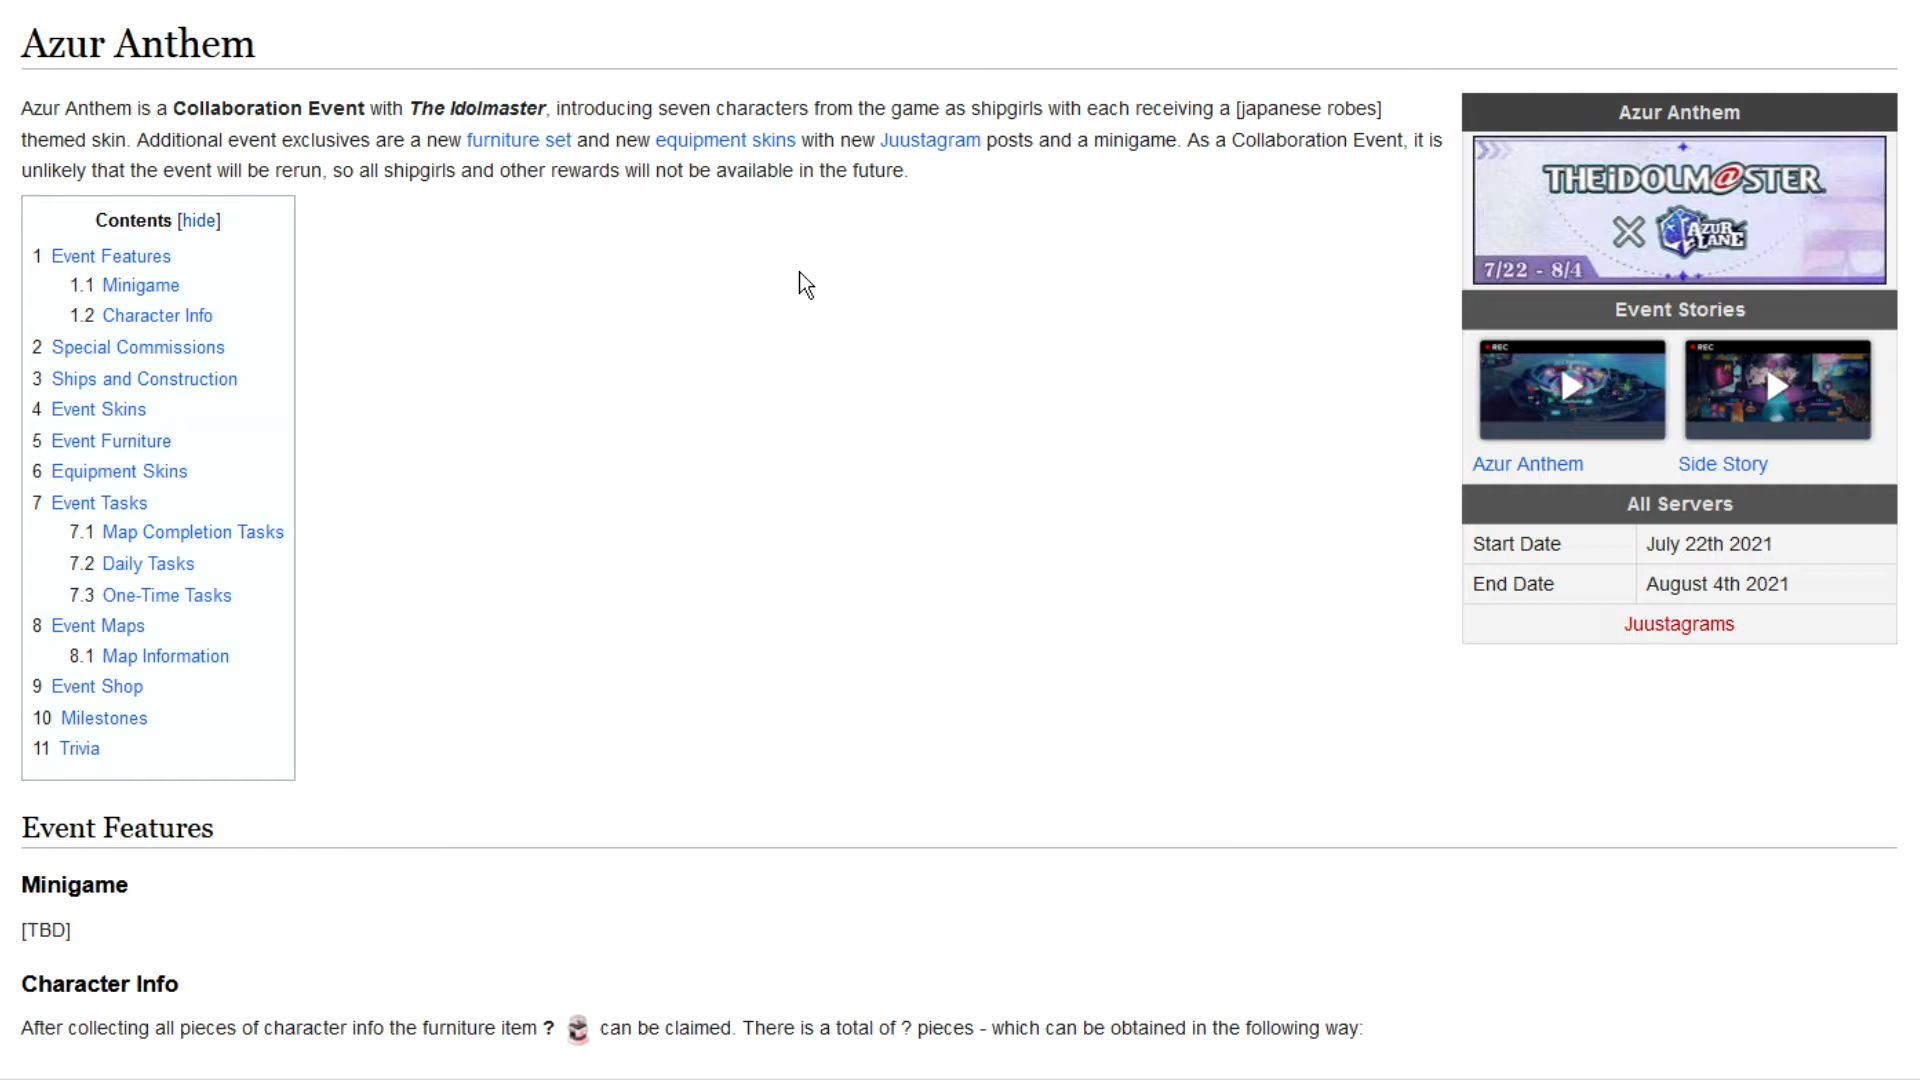 Azur Anthem
Azur Anthem is a Collaboration Event with The Idolmaster, introducing seven characters from the game as shipgirls with each receiving a [japanese robes]
themed skin. Additional event exclusives are a new furniture set and new equipment skins with new Juustagram posts and a minigame. As a Collaboration Event, it is
unlikely that the event will be rerun, so all shipgirls and other rewards will not be available in the future.
Contents [hide]
1 Event Features
1.1 Minigame
1.2 Character Info
2 Special Commissions
3 Ships and Construction
4 Event Skins
5 Event Furniture
6 Equipment Skins
7 Event Tasks
7.1 Map Completion Tasks
7.2 Daily Tasks
7.3 One-Time Tasks
8 Event Maps
8.1 Map Information
9 Event Shop
10 Milestones
11 Trivia
Azur Anthem
THE iDOLM@STER
AZUR
LANE
7/22 - 8/4
Event Stories
REC
REC
Azur Anthem
Side Story
All Servers
Start Date July 22th 2021
End Date August 4th 2021
Juustagrams
Event Features
Minigame
[TBD]
Character Info
After collecting all pieces of character info the furniture item ? can be claimed. There is a total of ? pieces - which can be obtained in the following way: